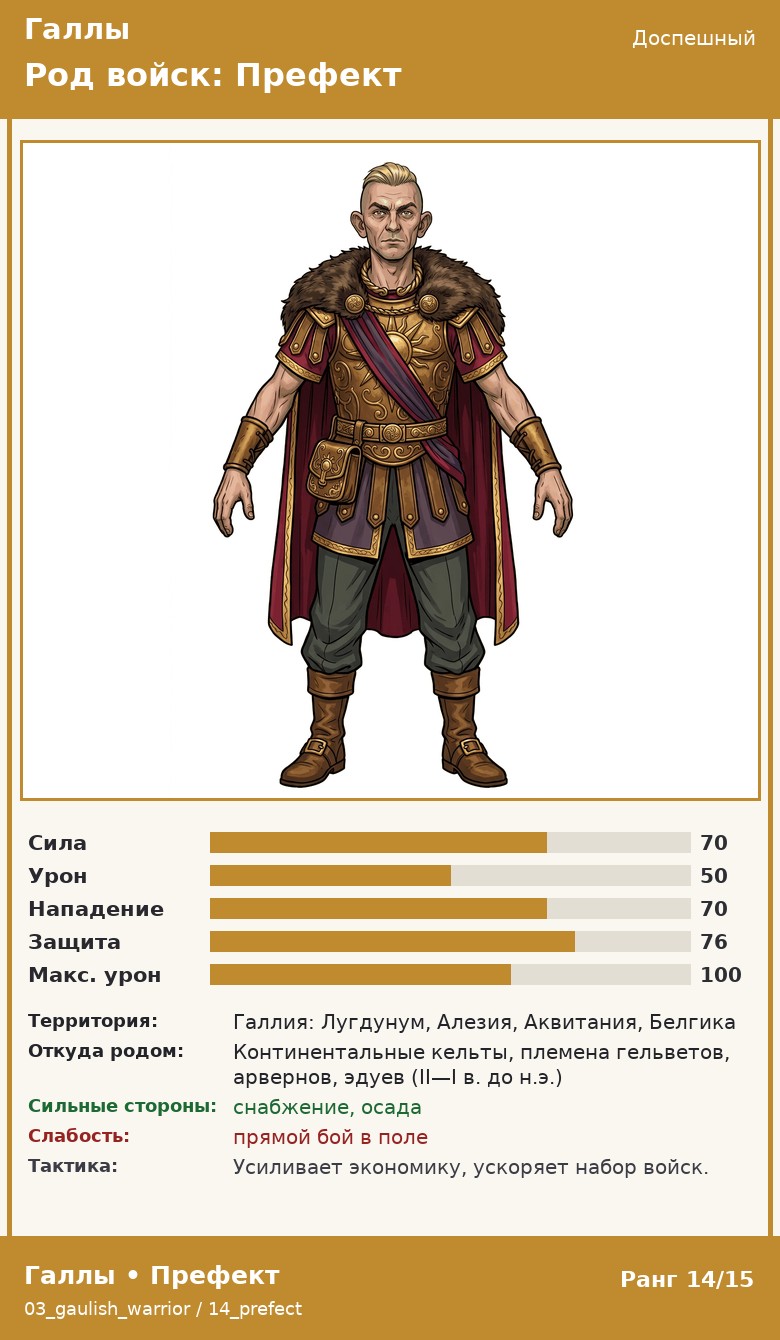 Галлы
Доспешный
Род войск: Префект
Сила 70
Урон 50
Нападение 70
Защита 76
Макс. урон 100
Территория: Галлия: Лугдунум, Алезия, Аквитания, Белгика
Откуда родом: Континентальные кельты, племена гельветов,
арвернов, эдуев (II—I в. до н.э.)
Сильные стороны: снабжение, осада
Слабость: прямой бой в поле
Тактика: Усиливает экономику, ускоряет набор войск.
Галлы • Префект
Ранг 14/15
03_gaulish_warrior / 14_prefect